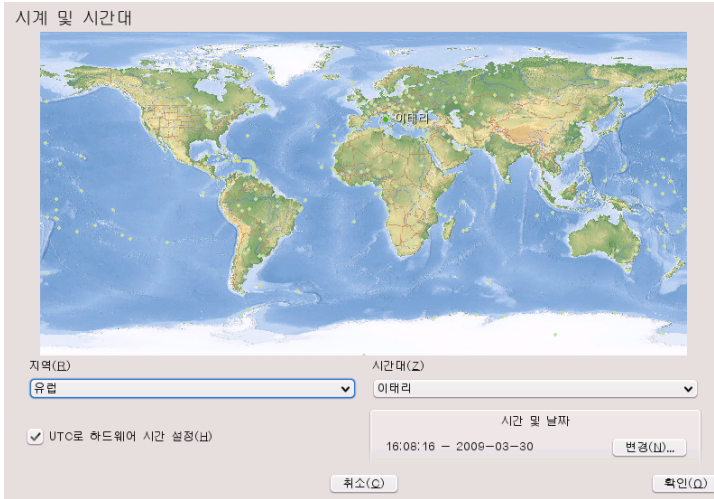 시계 및 시간대
이태리
지역(R)
시간대(Z)
유럽
이태리
UTC로 하드웨어 시간 설정(H)
시간 및 날짜
16:08:16 - 2009-03-30
변경(N)...
취소(C)
확인(O)